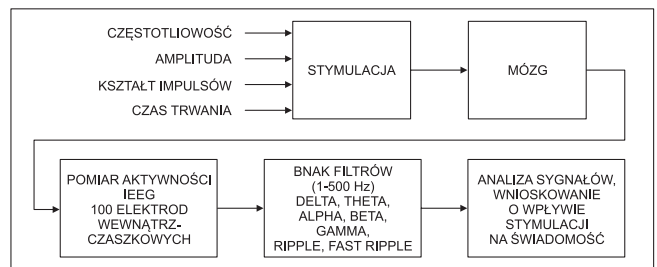 CZĘSTOTLIOWOŚĆ
AMPLITUDA
KSZTAŁT IMPULSÓW
CZAS TRWANIA
STYMULACJA
MÓZG
POMIAR AKTYWNOŚCI
IEEG
100 ELEKTROD
WEWNĄTRZ-
CZASZKOWYCH
BNAK FILTRÓW
(1-500 Hz)
DELTA, THETA,
ALPHA, BETA,
GAMMA,
RIPPLE, FAST RIPPLE
ANALIZA SYGNAŁÓW,
WNIOSKOWANIE
O WPŁYWIE
STYMULACJI
NA ŚWIADOMOŚĆ